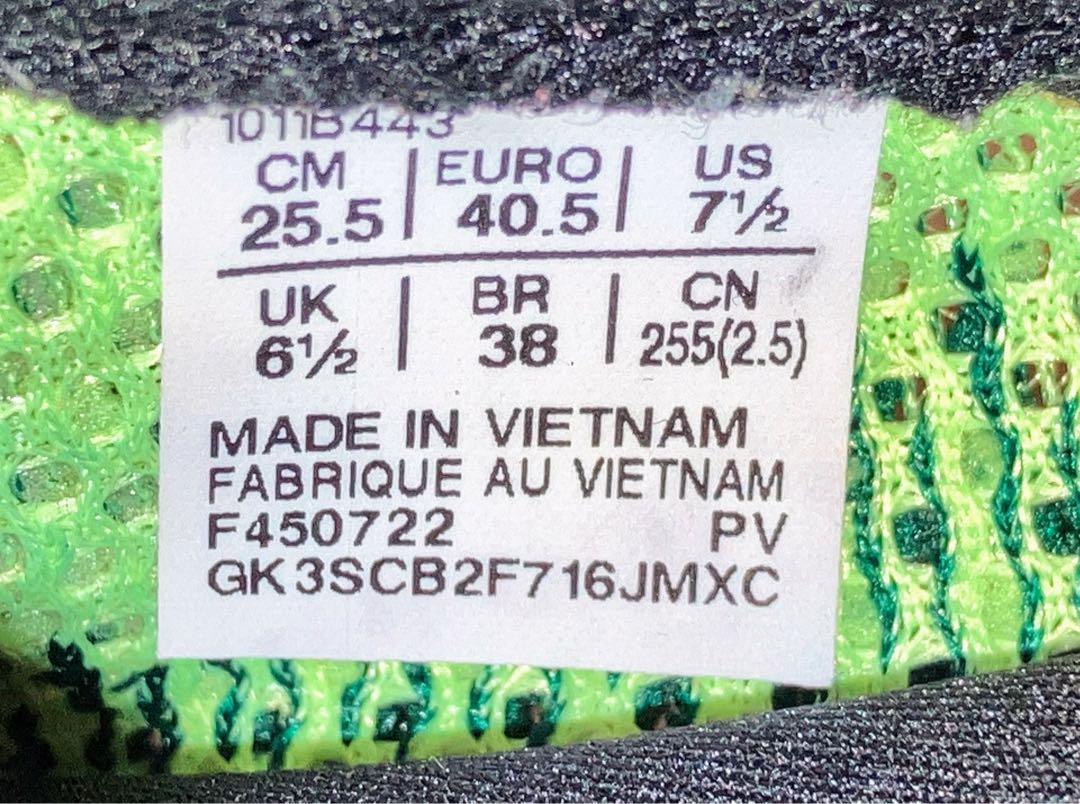 1011B443
CM | EURO | US
25.5 | 40.5 | 7½
UK | BR | CN
6½ | 38 | 255(2.5)
MADE IN VIETNAM
FABRIQUE AU VIETNAM
F450722 PV
GK3SCB2F716JMXC